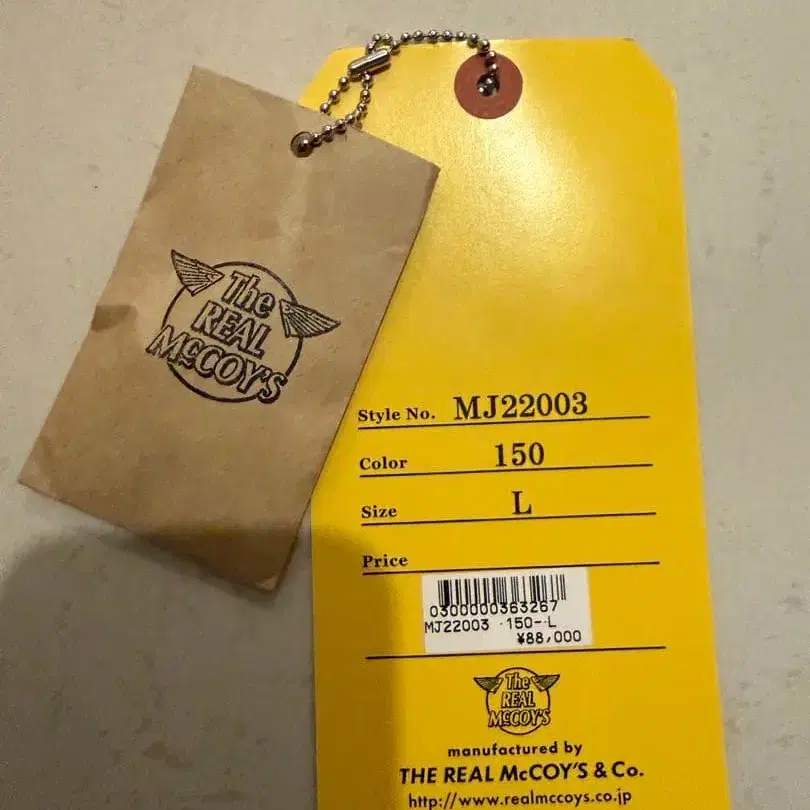 The
REAL
McCOY'S
Style No. MJ22003
Color 150
Size L
Price
0300000363267
MJ22003 150-L
¥88,000
The
REAL
McCOY'S
manufactured by
THE REAL McCOY'S & Co.
http://www.realmccoys.co.jp